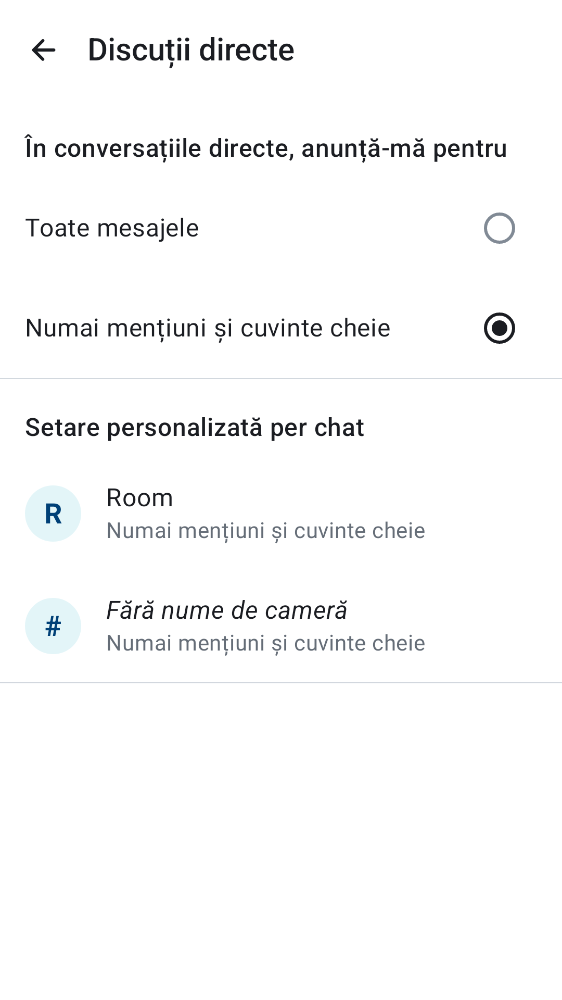 Discuții directe
În conversațiile directe, anunță-mă pentru
Toate mesajele
Numai mențiuni și cuvinte cheie
Setare personalizată per chat
R
Room
Numai mențiuni și cuvinte cheie
#
Fără nume de cameră
Numai mențiuni și cuvinte cheie